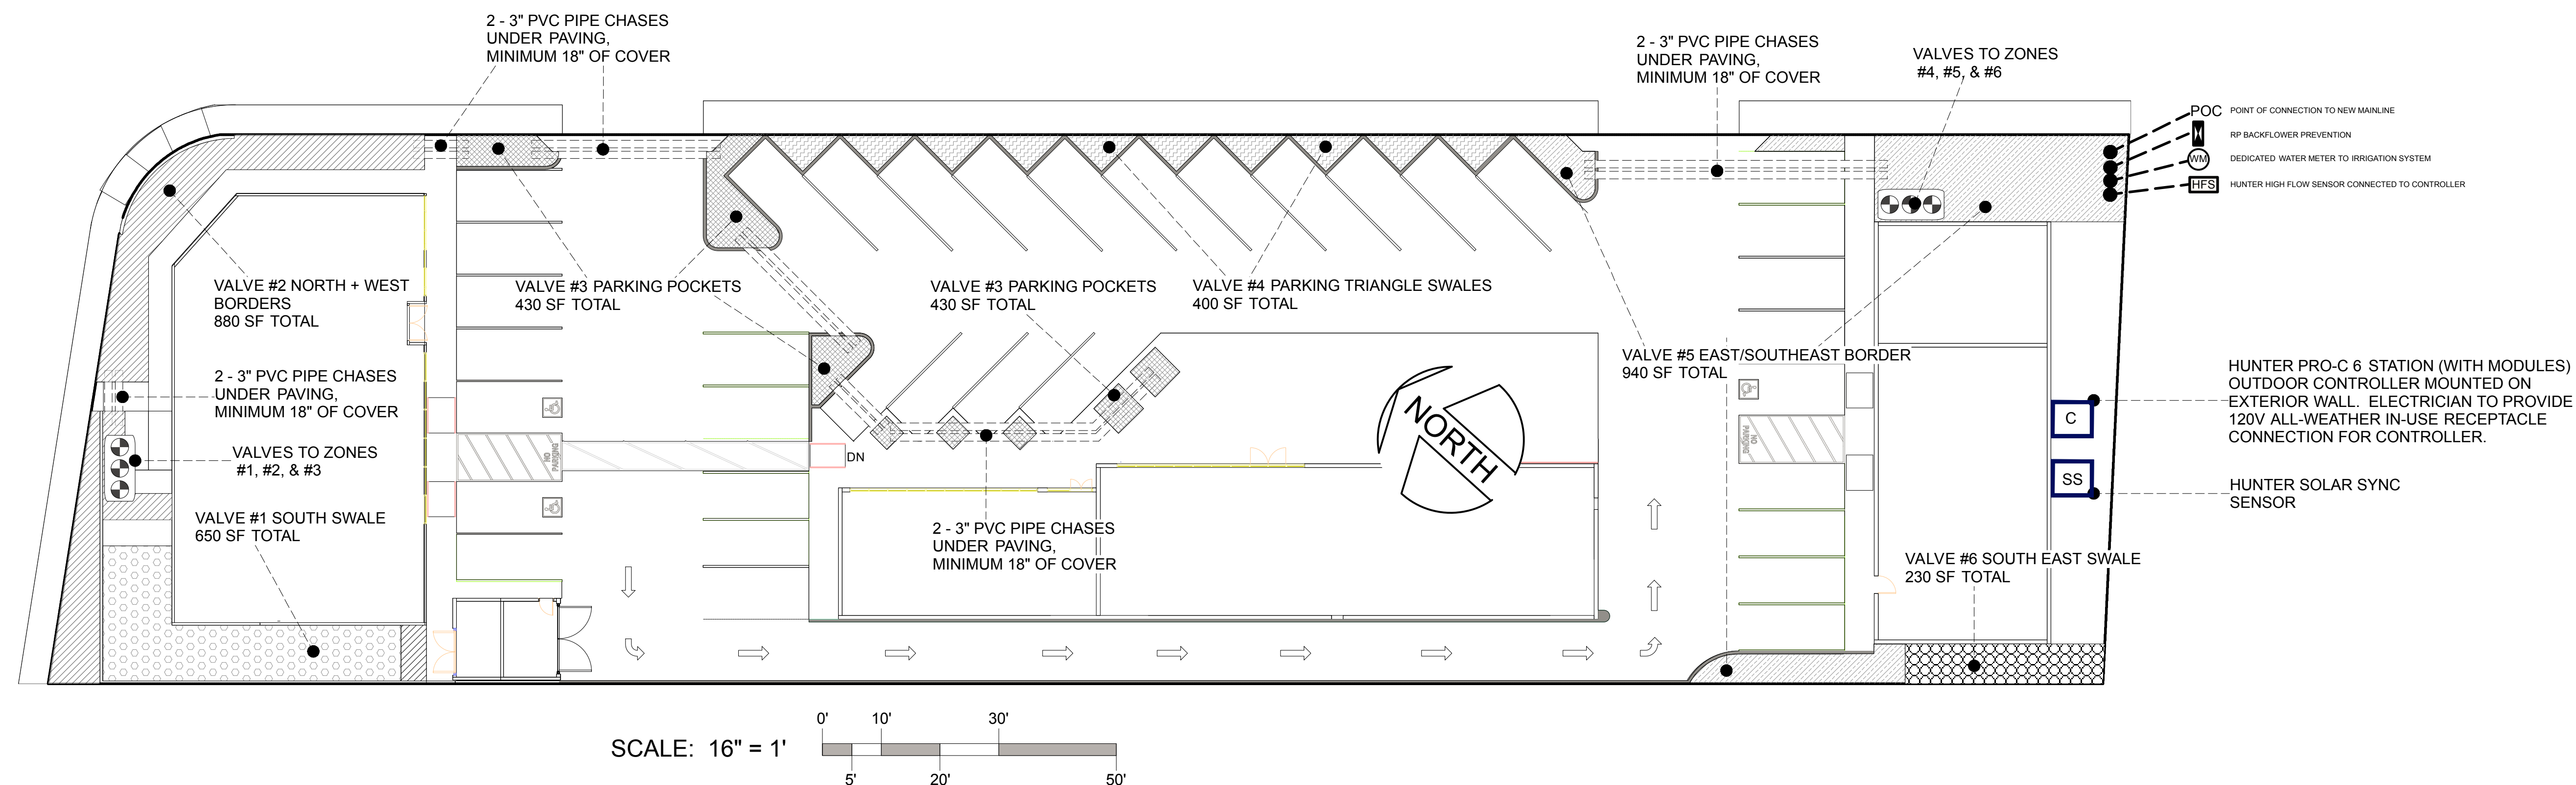 2 - 3" PVC PIPE CHASES
UNDER PAVING,
MINIMUM 18" OF COVER
2 - 3" PVC PIPE CHASES
UNDER PAVING,
MINIMUM 18" OF COVER
VALVES TO ZONES
#4, #5, & #6
POC POINT OF CONNECTION TO NEW MAINLINE
RP BACKFLOWER PREVENTION
WM DEDICATED WATER METER TO IRRIGATION SYSTEM
HFS HUNTER HIGH FLOW SENSOR CONNECTED TO CONTROLLER
VALVE #2 NORTH + WEST
BORDERS
880 SF TOTAL
VALVE #3 PARKING POCKETS
430 SF TOTAL
VALVE #3 PARKING POCKETS
430 SF TOTAL
VALVE #4 PARKING TRIANGLE SWALES
400 SF TOTAL
VALVE #5 EAST/SOUTHEAST BORDER
940 SF TOTAL
2 - 3" PVC PIPE CHASES
UNDER PAVING,
MINIMUM 18" OF COVER
HUNTER PRO-C 6 STATION (WITH MODULES)
OUTDOOR CONTROLLER MOUNTED ON
EXTERIOR WALL. ELECTRICIAN TO PROVIDE
120V ALL-WEATHER IN-USE RECEPTACLE
CONNECTION FOR CONTROLLER.
C
NORTH
NO
PARKING
NO
PARKING
DN
VALVES TO ZONES
#1, #2, & #3
SS
HUNTER SOLAR SYNC
SENSOR
VALVE #1 SOUTH SWALE
650 SF TOTAL
2 - 3" PVC PIPE CHASES
UNDER PAVING,
MINIMUM 18" OF COVER
VALVE #6 SOUTH EAST SWALE
230 SF TOTAL
SCALE: 16" = 1'
0' 10' 30'
5' 20' 50'